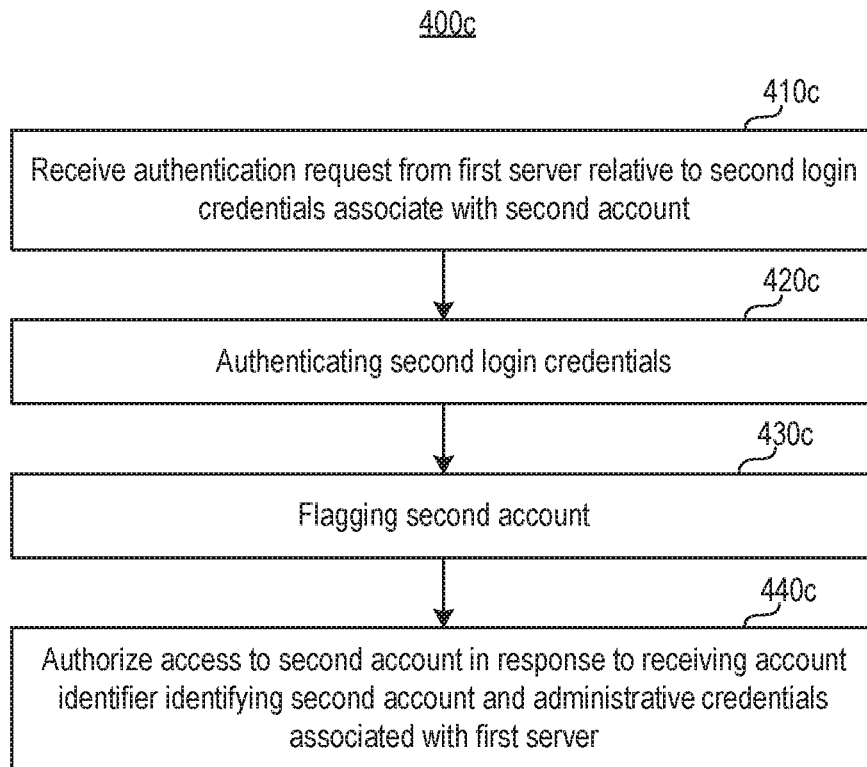 400c
410c
Receive authentication request from first server relative to second login
credentials associate with second account
420c
Authenticating second login credentials
430c
Flagging second account
440c
Authorize access to second account in response to receiving account
identifier identifying second account and administrative credentials
associated with first server